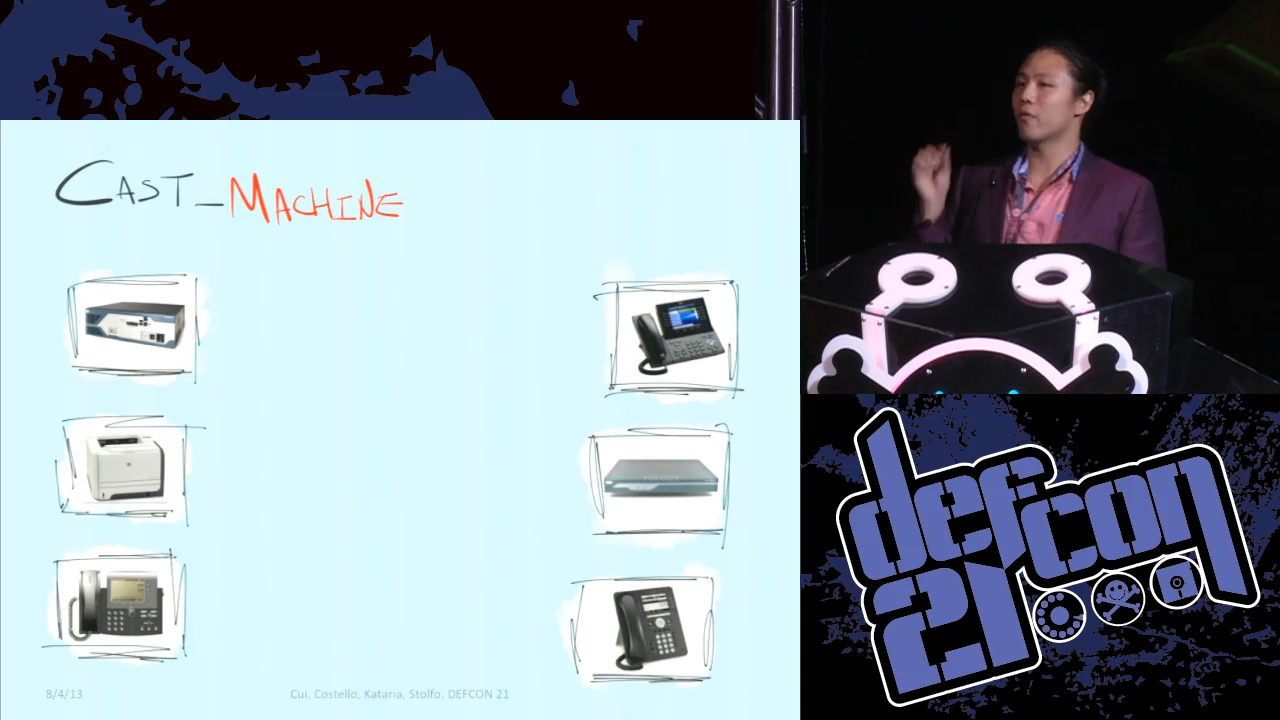 CAST_MACHINE
8/4/13
Cui, Costello, Kataria, Stolfo, DEFCON 21
defcon
21